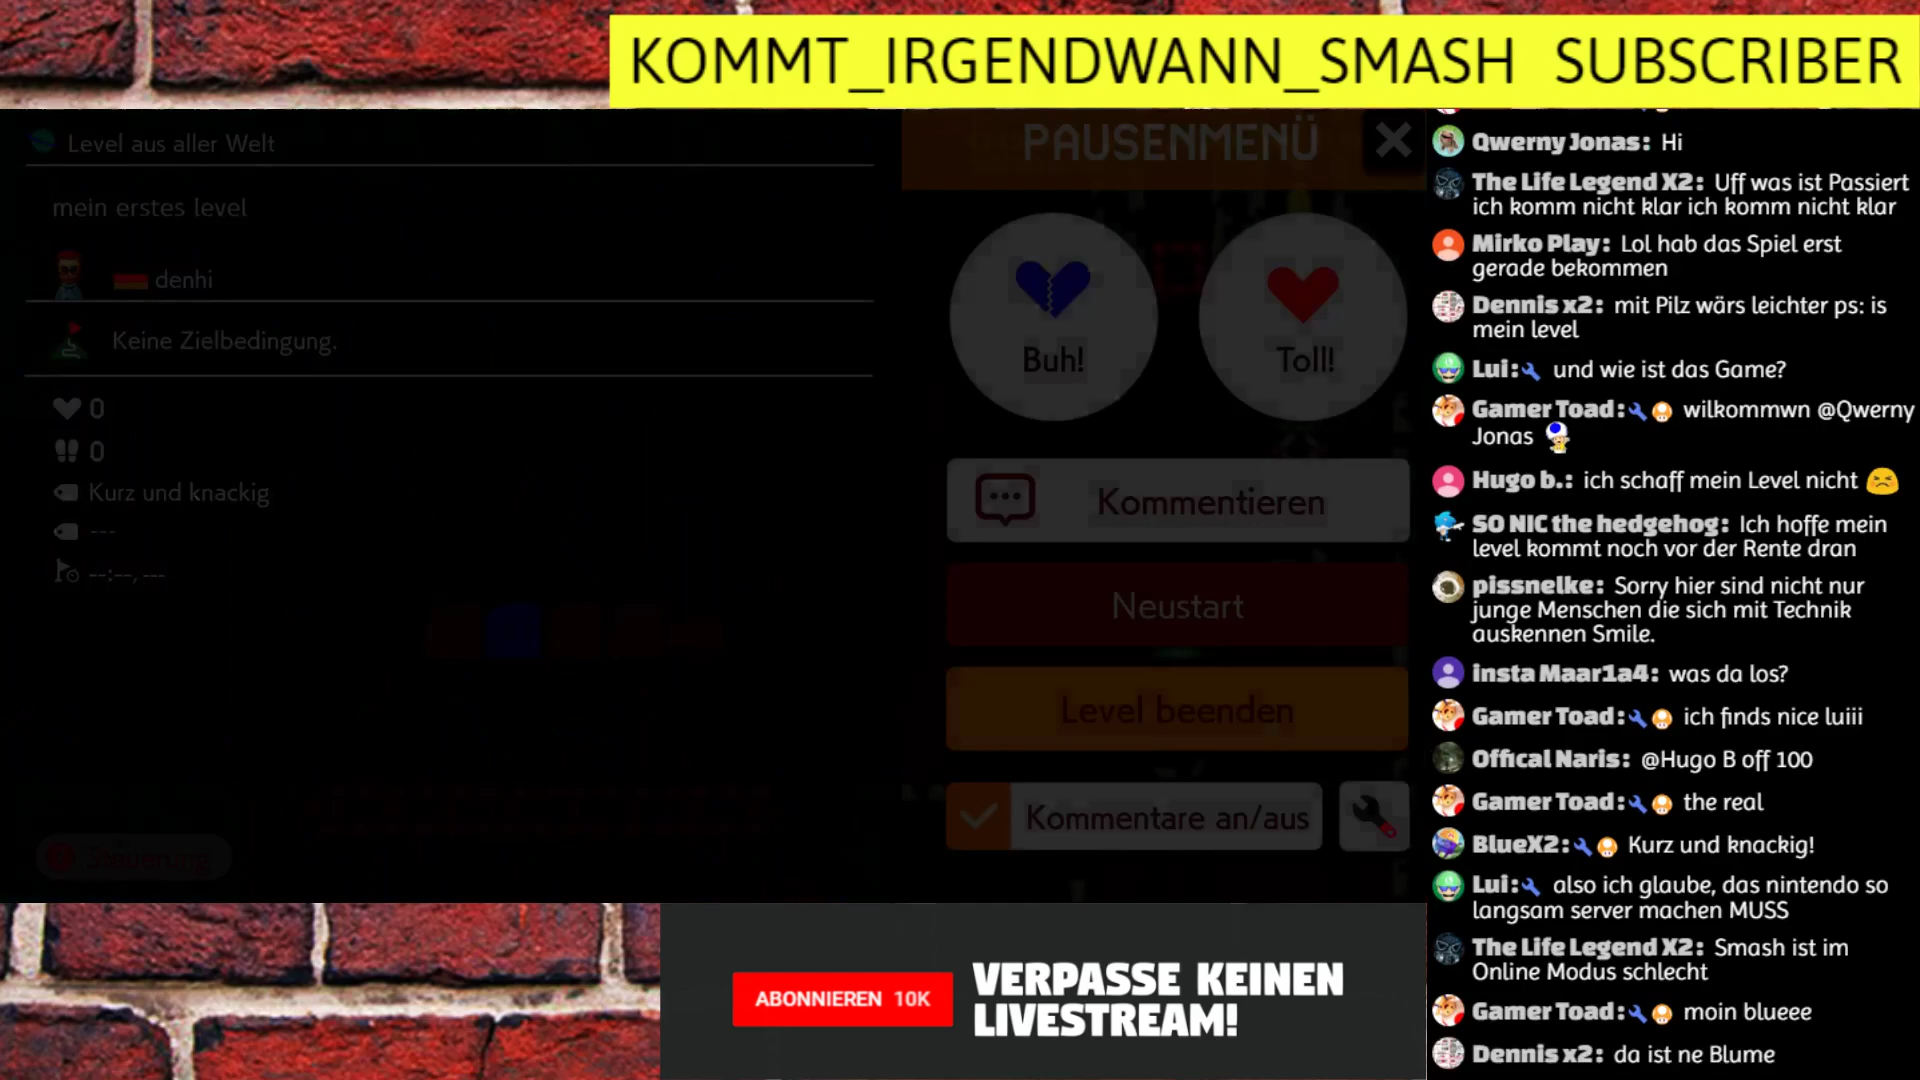 KOMMT_IRGENDWANN_SMASH SUBSCRIBER
Level aus aller Welt
mein erstes level
denhi
Keine Zielbedingung.
0
0
Kurz und knackig
---
--:--,---
Steuerung
PAUSENMENÜ
Buh!
Toll!
Kommentieren
Neustart
Level beenden
Kommentare an/aus
ABONNIEREN 10K
VERPASSE KEINEN
LIVESTREAM!
Qwerny Jonas: Hi
The Life Legend X2: Uff was ist Passiert
ich komm nicht klar ich komm nicht klar
Mirko Play: Lol hab das Spiel erst
gerade bekommen
Dennis x2: mit Pilz wärs leichter ps: is
mein level
Lui: und wie ist das Game?
Gamer Toad: wilkommwn @Qwerny
Jonas
Hugo b.: ich schaff mein Level nicht
SO NIC the hedgehog: Ich hoffe mein
level kommt noch vor der Rente dran
pissnelke: Sorry hier sind nicht nur
junge Menschen die sich mit Technik
auskennen Smile.
insta Maar1a4: was da los?
Gamer Toad: ich finds nice luiii
Offical Naris: @Hugo B off 100
Gamer Toad: the real
BlueX2: Kurz und knackig!
Lui: also ich glaube, das nintendo so
langsam server machen MUSS
The Life Legend X2: Smash ist im
Online Modus schlecht
Gamer Toad: moin blueee
Dennis x2: da ist ne Blume